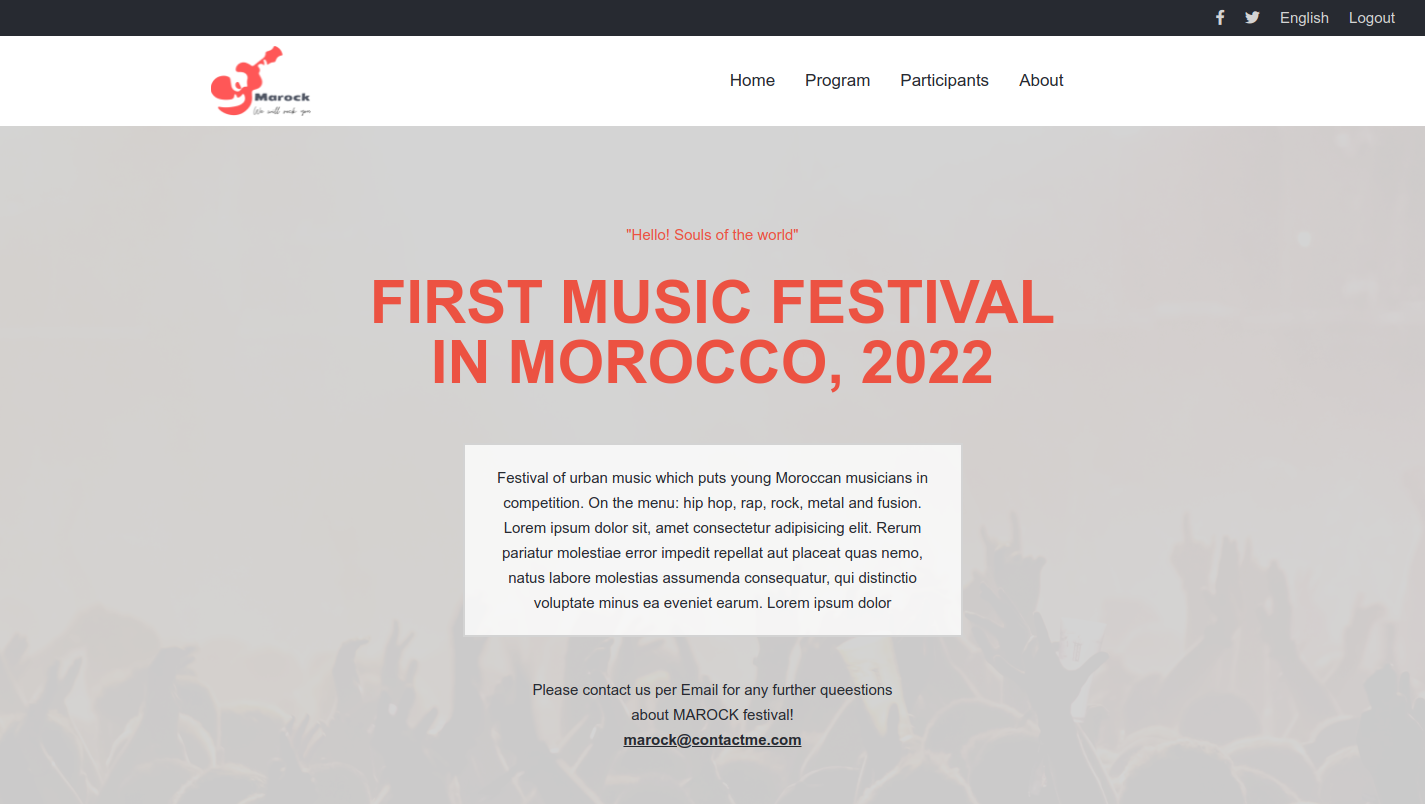 English Logout
Marock
We will rock you
Home Program Participants About
"Hello! Souls of the world"
FIRST MUSIC FESTIVAL
IN MOROCCO, 2022
Festival of urban music which puts young Moroccan musicians in
competition. On the menu: hip hop, rap, rock, metal and fusion.
Lorem ipsum dolor sit, amet consectetur adipisicing elit. Rerum
pariatur molestiae error impedit repellat aut placeat quas nemo,
natus labore molestias assumenda consequatur, qui distinctio
voluptate minus ea eveniet earum. Lorem ipsum dolor
Please contact us per Email for any further queestions
about MAROCK festival!
marock@contactme.com